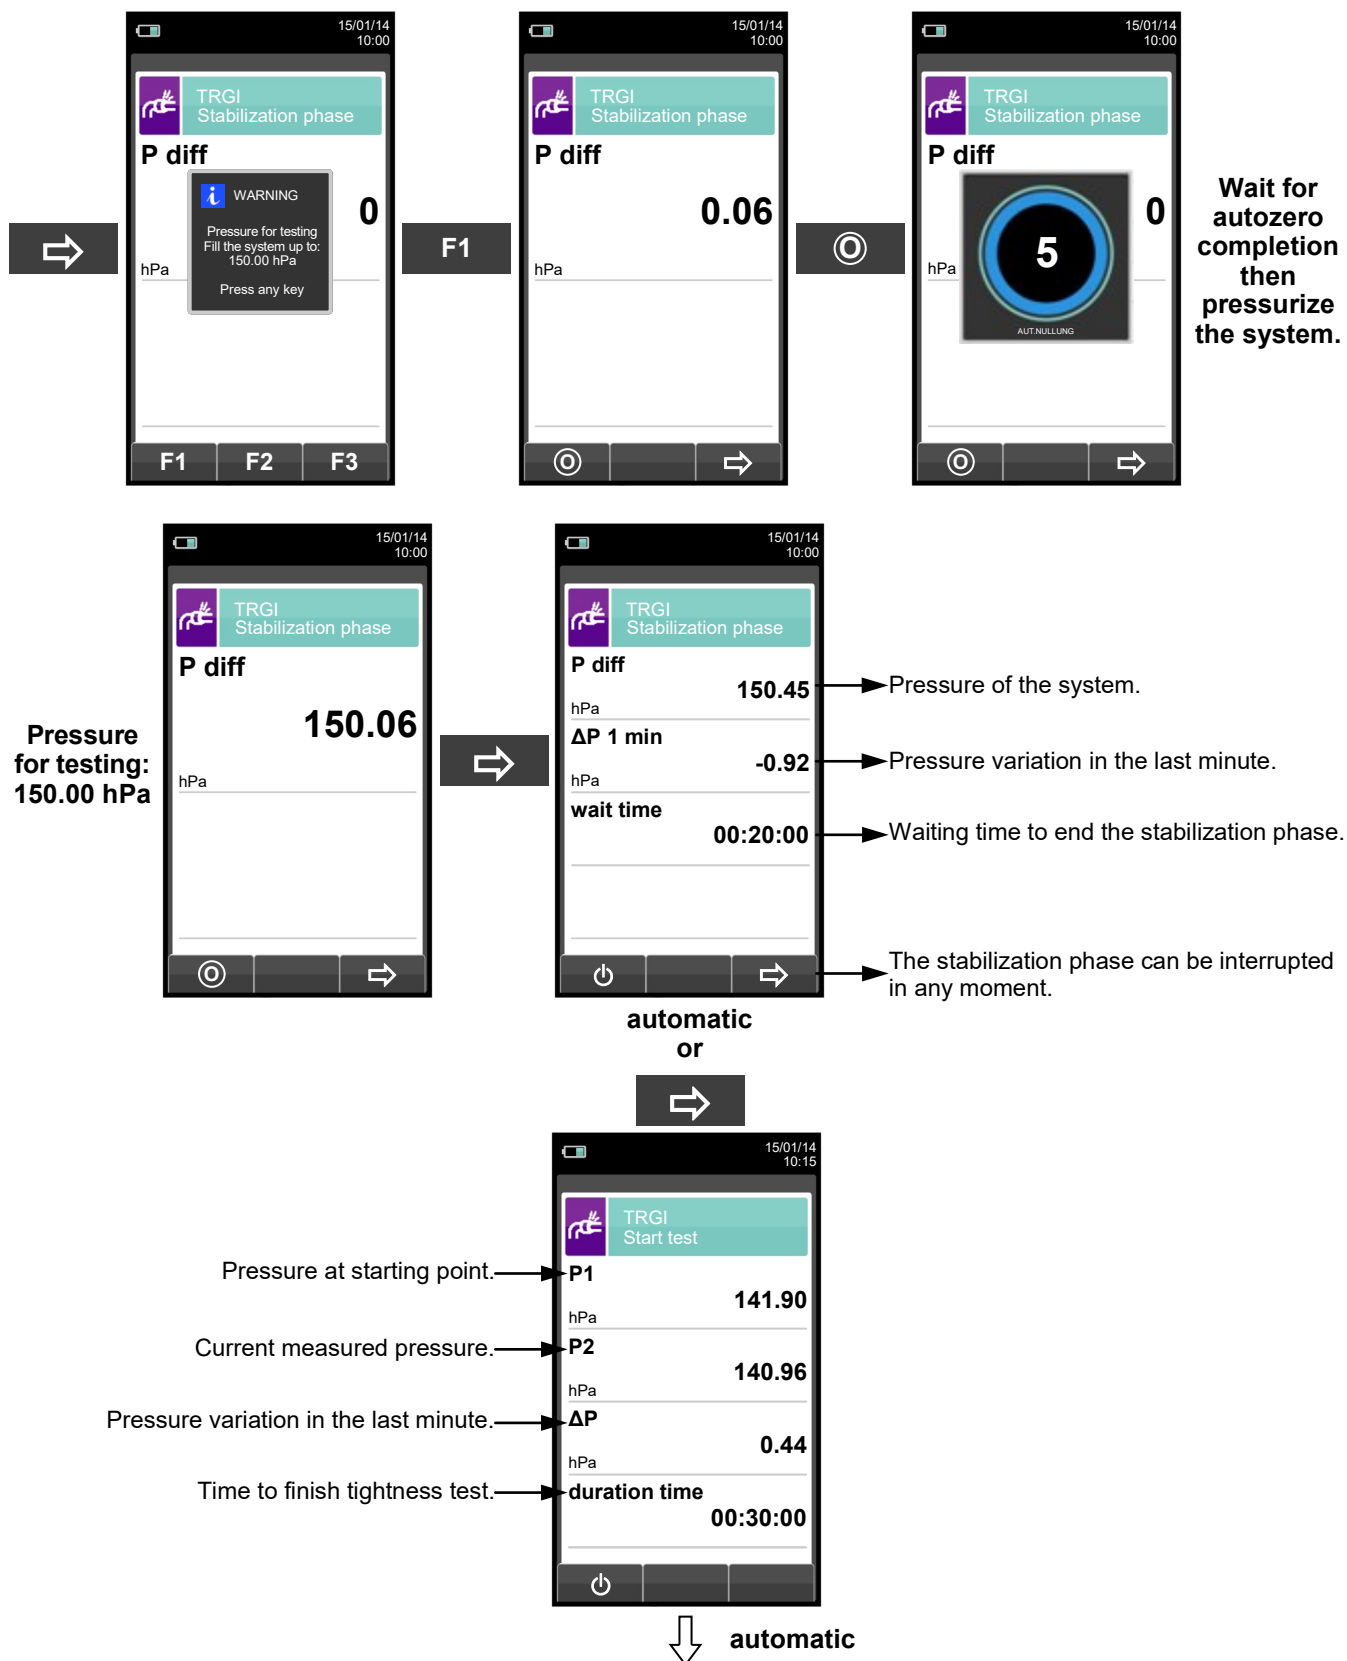 15/01/14
10:00
TRGI
Stabilization phase
P diff
i WARNING
Pressure for testing
Fill the system up to:
150.00 hPa
Press any key
0
hPa
F1 F2 F3
F1
15/01/14
10:00
TRGI
Stabilization phase
P diff
0.06
hPa
15/01/14
10:00
TRGI
Stabilization phase
P diff
0
hPa
5
AUT.NULLUNG
Wait for
autozero
completion
then
pressurize
the system.
Pressure
for testing:
150.00 hPa
15/01/14
10:00
TRGI
Stabilization phase
P diff
150.06
hPa
15/01/14
10:00
TRGI
Stabilization phase
P diff
150.45
hPa
Pressure of the system.
ΔP 1 min
-0.92
hPa
Pressure variation in the last minute.
wait time
00:20:00
Waiting time to end the stabilization phase.
The stabilization phase can be interrupted
in any moment.
automatic
or
15/01/14
10:15
TRGI
Start test
Pressure at starting point.
P1
141.90
hPa
Current measured pressure.
P2
140.96
hPa
Pressure variation in the last minute.
ΔP
0.44
hPa
Time to finish tightness test.
duration time
00:30:00
automatic